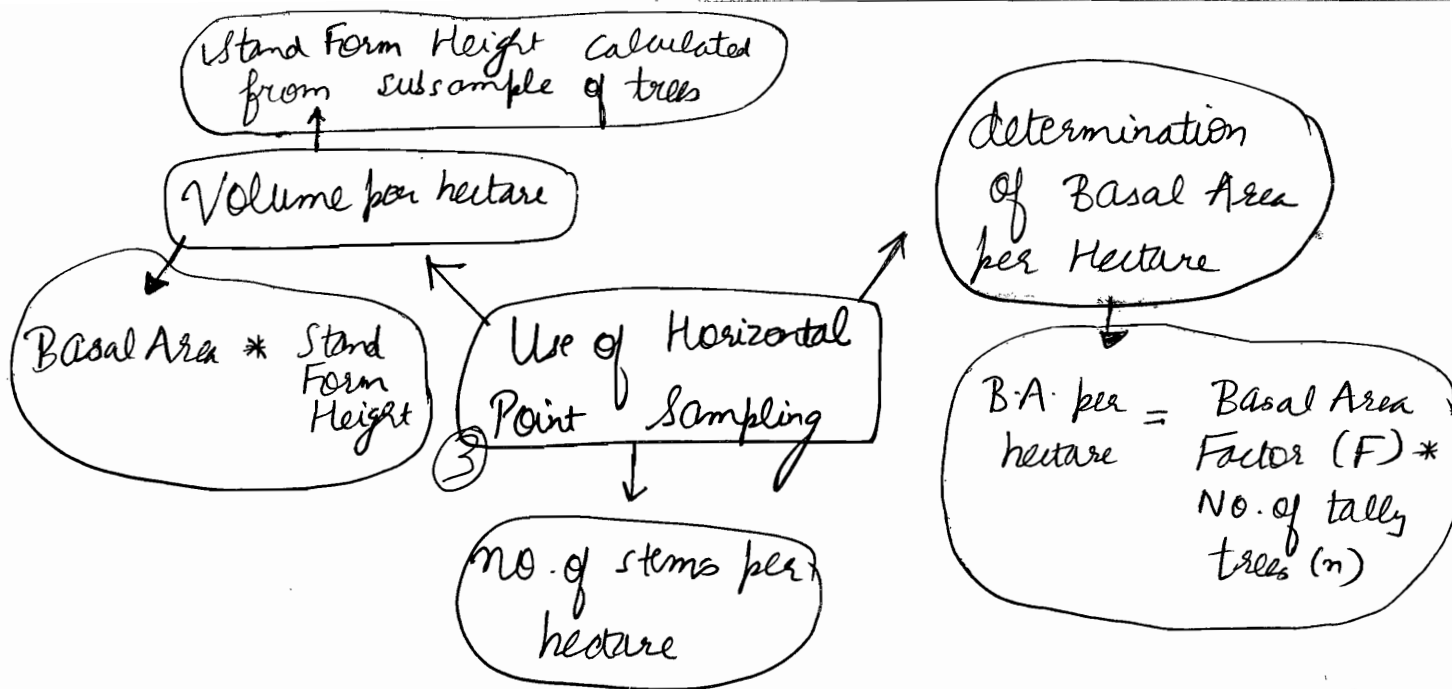 Stand Form Height calculated
from subsample of trees
Volume per hectare
Basal Area * Stand
Form
Height
Use of Horizontal
Point Sampling
3
no. of stems per
hectare
determination
of Basal Area
per Hectare
B.A. per = Basal Area
hectare Factor (F) *
No. of tally
trees (n)